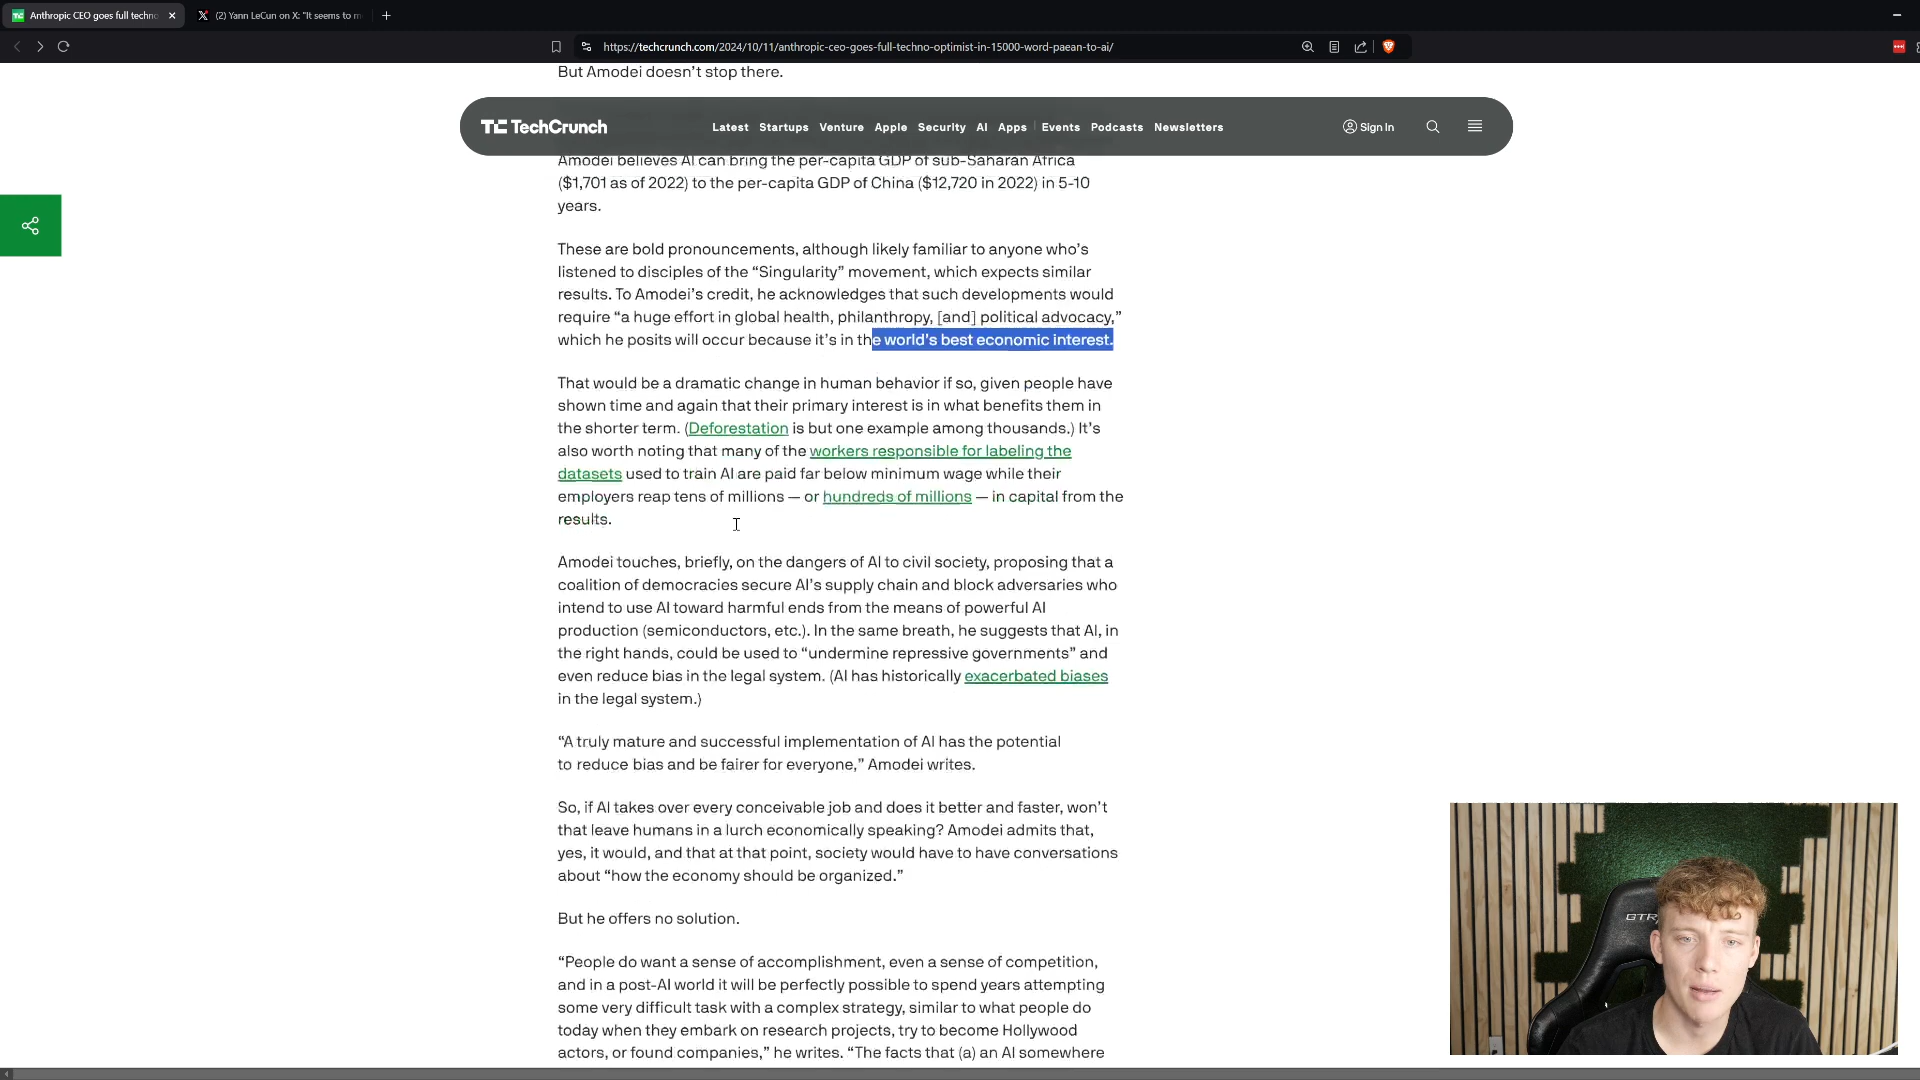 Anthropic CEO goes full techno
(2) Yann LeCun on X: "It seems to m
https://techcrunch.com/2024/10/11/anthropic-ceo-goes-full-techno-optimist-in-15000-word-paean-to-ai/
But Amodei doesn't stop there.
TechCrunch
Latest Startups Venture Apple Security AI Apps Events Podcasts Newsletters
Sign In
Amodei believes AI can bring the per-capita GDP of sub-Saharan Africa
($1,701 as of 2022) to the per-capita GDP of China ($12,720 in 2022) in 5-10
years.
These are bold pronouncements, although likely familiar to anyone who's
listened to disciples of the “Singularity” movement, which expects similar
results. To Amodei's credit, he acknowledges that such developments would
require “a huge effort in global health, philanthropy, [and] political advocacy,”
which he posits will occur because it's in the world's best economic interest.
That would be a dramatic change in human behavior if so, given people have
shown time and again that their primary interest is in what benefits them in
the shorter term. (Deforestation is but one example among thousands.) It's
also worth noting that many of the workers responsible for labeling the
datasets used to train AI are paid far below minimum wage while their
employers reap tens of millions — or hundreds of millions — in capital from the
results.
Amodei touches, briefly, on the dangers of AI to civil society, proposing that a
coalition of democracies secure AI's supply chain and block adversaries who
intend to use AI toward harmful ends from the means of powerful AI
production (semiconductors, etc.). In the same breath, he suggests that AI, in
the right hands, could be used to “undermine repressive governments” and
even reduce bias in the legal system. (AI has historically exacerbated biases
in the legal system.)
“A truly mature and successful implementation of AI has the potential
to reduce bias and be fairer for everyone,” Amodei writes.
So, if AI takes over every conceivable job and does it better and faster, won't
that leave humans in a lurch economically speaking? Amodei admits that,
yes, it would, and that at that point, society would have to have conversations
about “how the economy should be organized.”
But he offers no solution.
“People do want a sense of accomplishment, even a sense of competition,
and in a post-AI world it will be perfectly possible to spend years attempting
some very difficult task with a complex strategy, similar to what people do
today when they embark on research projects, try to become Hollywood
actors, or found companies,” he writes. “The facts that (a) an AI somewhere
GTR